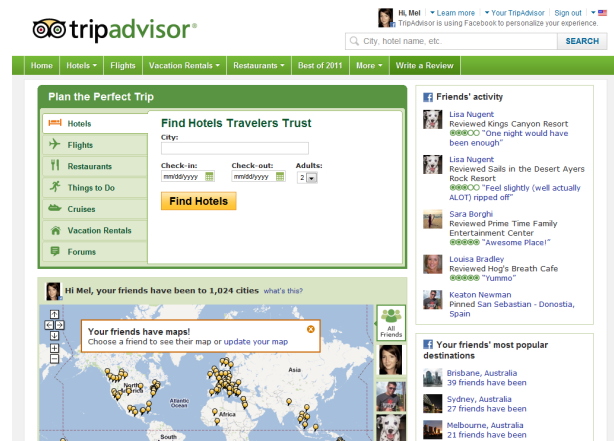 Hi, Mel Learn more Your TripAdvisor Sign out
TripAdvisor is using Facebook to personalize your experience.
tripadvisor®
City, hotel name, etc. SEARCH
Home Hotels Flights Vacation Rentals Restaurants Best of 2011 More Write a Review
Plan the Perfect Trip
Hotels
Flights
Restaurants
Things to Do
Cruises
Vacation Rentals
Forums
Find Hotels Travelers Trust
City:
Check-in: Check-out: Adults:
mm/dd/yyyy mm/dd/yyyy 2
Find Hotels
Hi Mel, your friends have been to 1,024 cities what's this?
Your friends have maps!
Choose a friend to see their map or update your map
All
Friends
North
America
Atlantic
Ocean
Asia
Africa
South
Friends' activity
Lisa Nugent
Reviewed Kings Canyon Resort
"One night would have
been enough"
Lisa Nugent
Reviewed Sails in the Desert Ayers
Rock Resort
"Feel slightly (well actually
ALOT) ripped off"
Sara Borghi
Reviewed Prime Time Family
Entertainment Center
"Awesome Place!"
Louisa Bradley
Reviewed Hog's Breath Cafe
"Yummo"
Keaton Newman
Pinned San Sebastian - Donostia,
Spain
Your friends' most popular
destinations
Brisbane, Australia
39 friends have been
Sydney, Australia
27 friends have been
Melbourne, Australia
21 friends have been